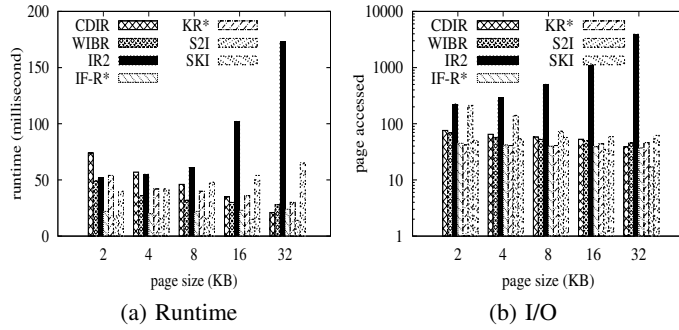 200
150
100
50
0
runtime (millisecond)
CDIR
WIBR
IR2
IF-R*
KR*
S2I
SKI
2 4 8 16 32
page size (KB)
(a) Runtime
10000
1000
100
10
1
page accessed
CDIR
WIBR
IR2
IF-R*
KR*
S2I
SKI
2 4 8 16 32
page size (KB)
(b) I/O